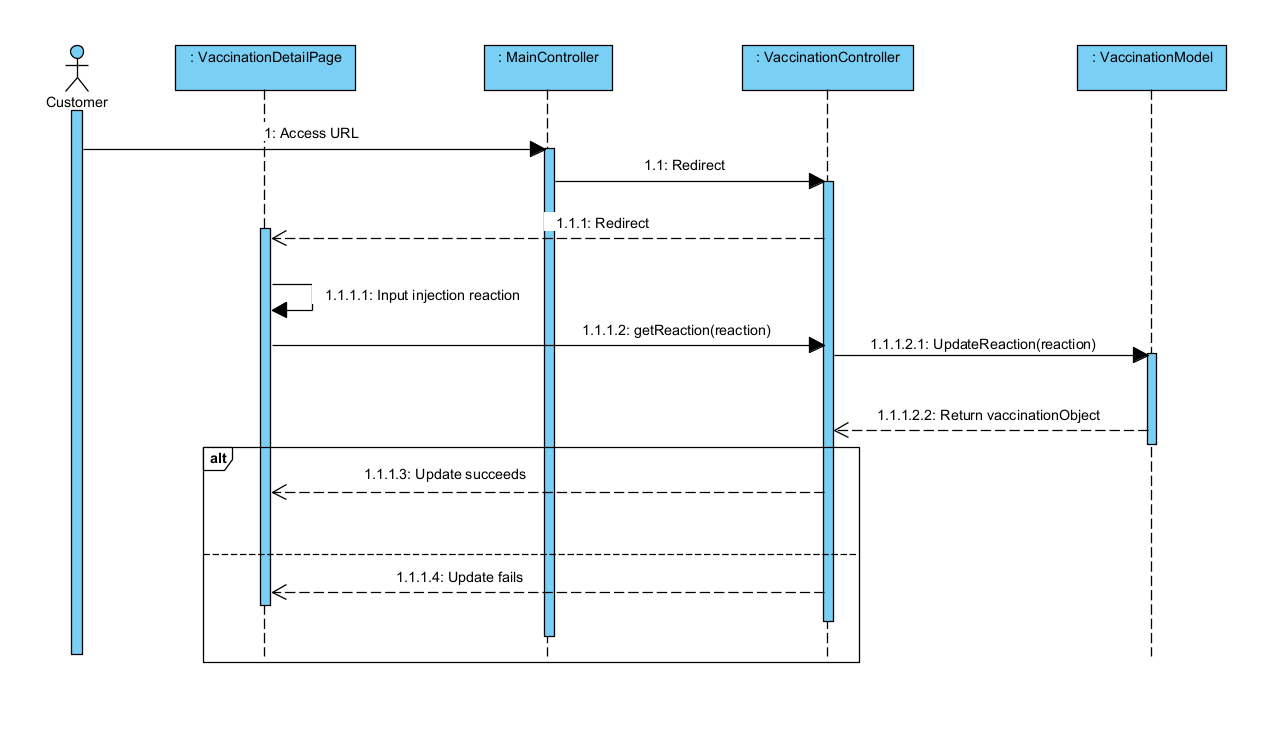 : VaccinationDetailPage
: MainController
: VaccinationController
: VaccinationModel
Customer
1: Access URL
1.1: Redirect
1.1.1: Redirect
1.1.1.1: Input injection reaction
1.1.1.2: getReaction(reaction)
1.1.1.2.1: UpdateReaction(reaction)
1.1.1.2.2: Return vaccinationObject
alt
1.1.1.3: Update succeeds
1.1.1.4: Update fails